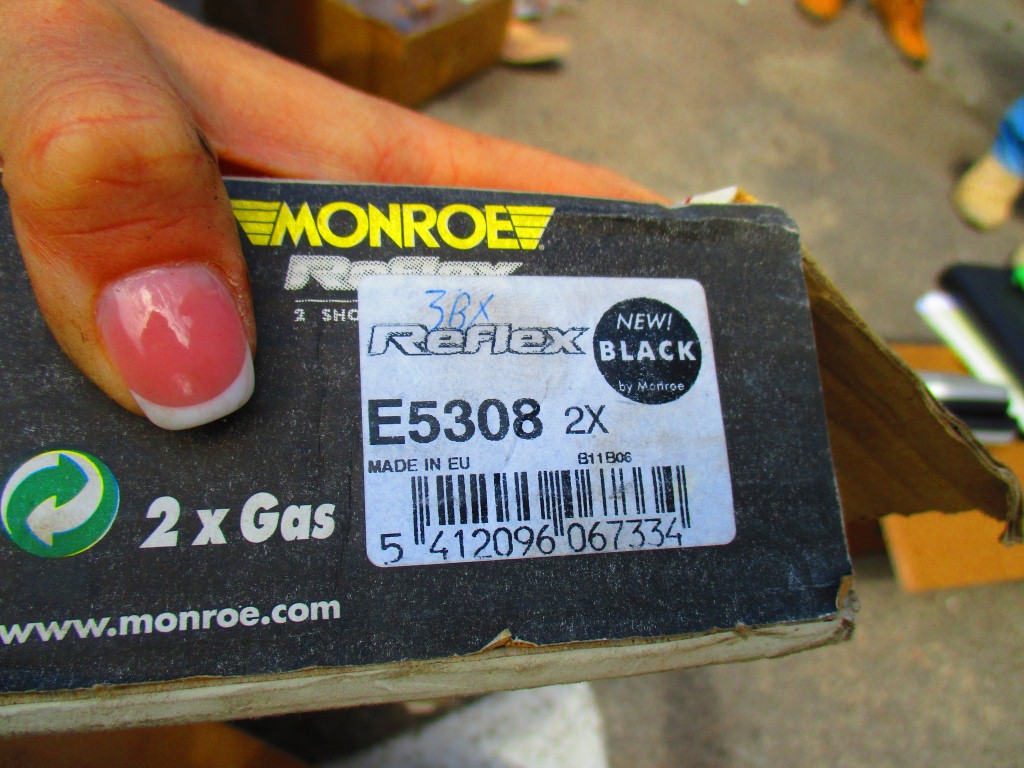 MONROE
Reflex
2 SHO
3BX
Reflex
NEW!
BLACK
by Monroe
E5308 2X
MADE IN EU
B11B06
5 412096 067334
2 x Gas
www.monroe.com